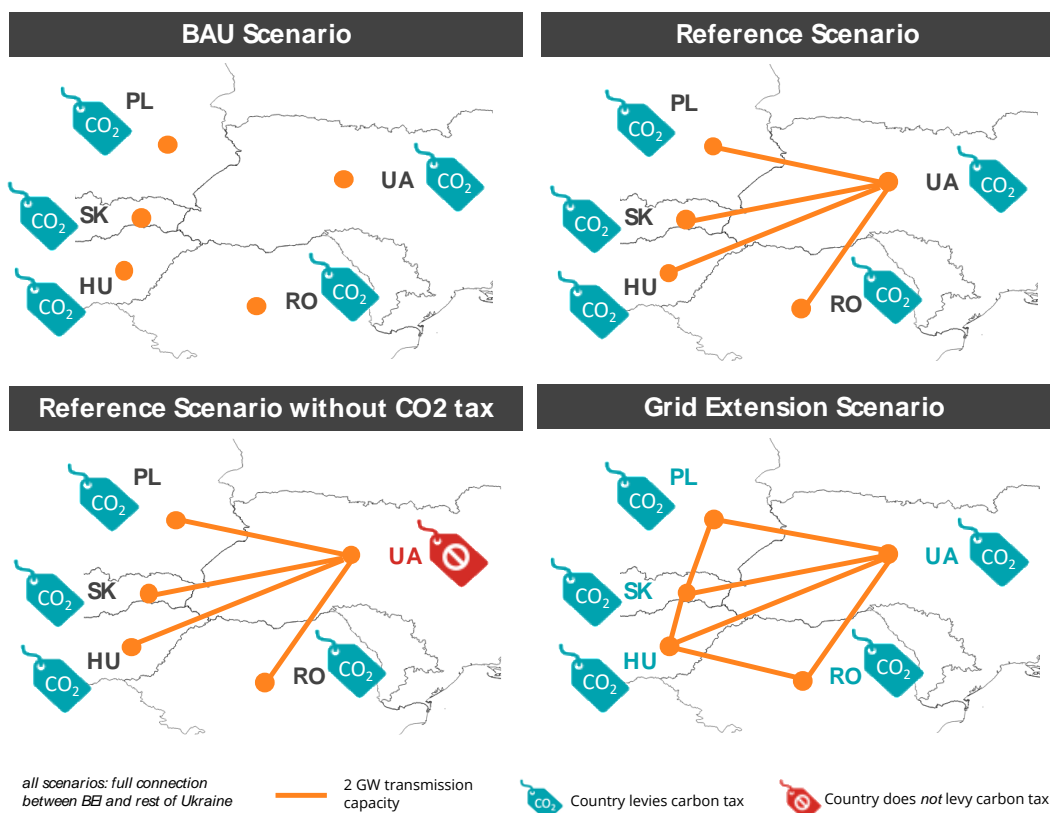 BAU Scenario
PL
CO2
UA
CO2
SK
CO2
HU
CO2
RO
CO2
Reference Scenario
PL
CO2
UA
CO2
SK
CO2
HU
CO2
RO
CO2
Reference Scenario without CO2 tax
PL
CO2
UA
SK
CO2
HU
CO2
RO
CO2
Grid Extension Scenario
PL
CO2
UA
CO2
SK
CO2
HU
CO2
RO
CO2
all scenarios: full connection
between BEI and rest of Ukraine
2 GW transmission
capacity
CO2
Country levies carbon tax
Country does not levy carbon tax